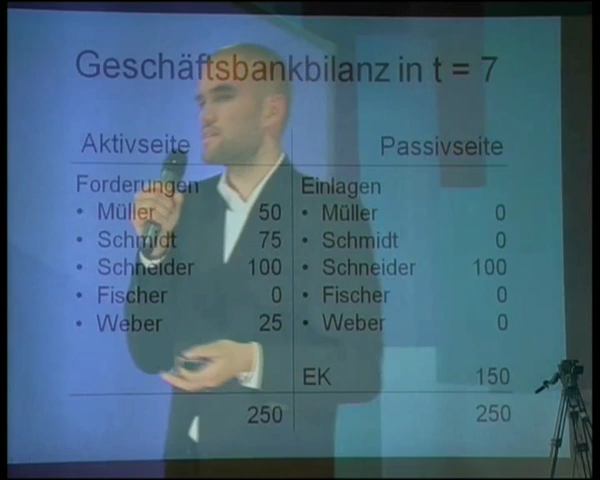 Geschäftsbankbilanz in t = 7
Aktivseite Passivseite
Forderungen Einlagen
• Müller 50 • Müller 0
• Schmidt 75 • Schmidt 0
• Schneider 100 • Schneider 100
• Fischer 0 • Fischer 0
• Weber 25 • Weber 0
EK 150
250 250